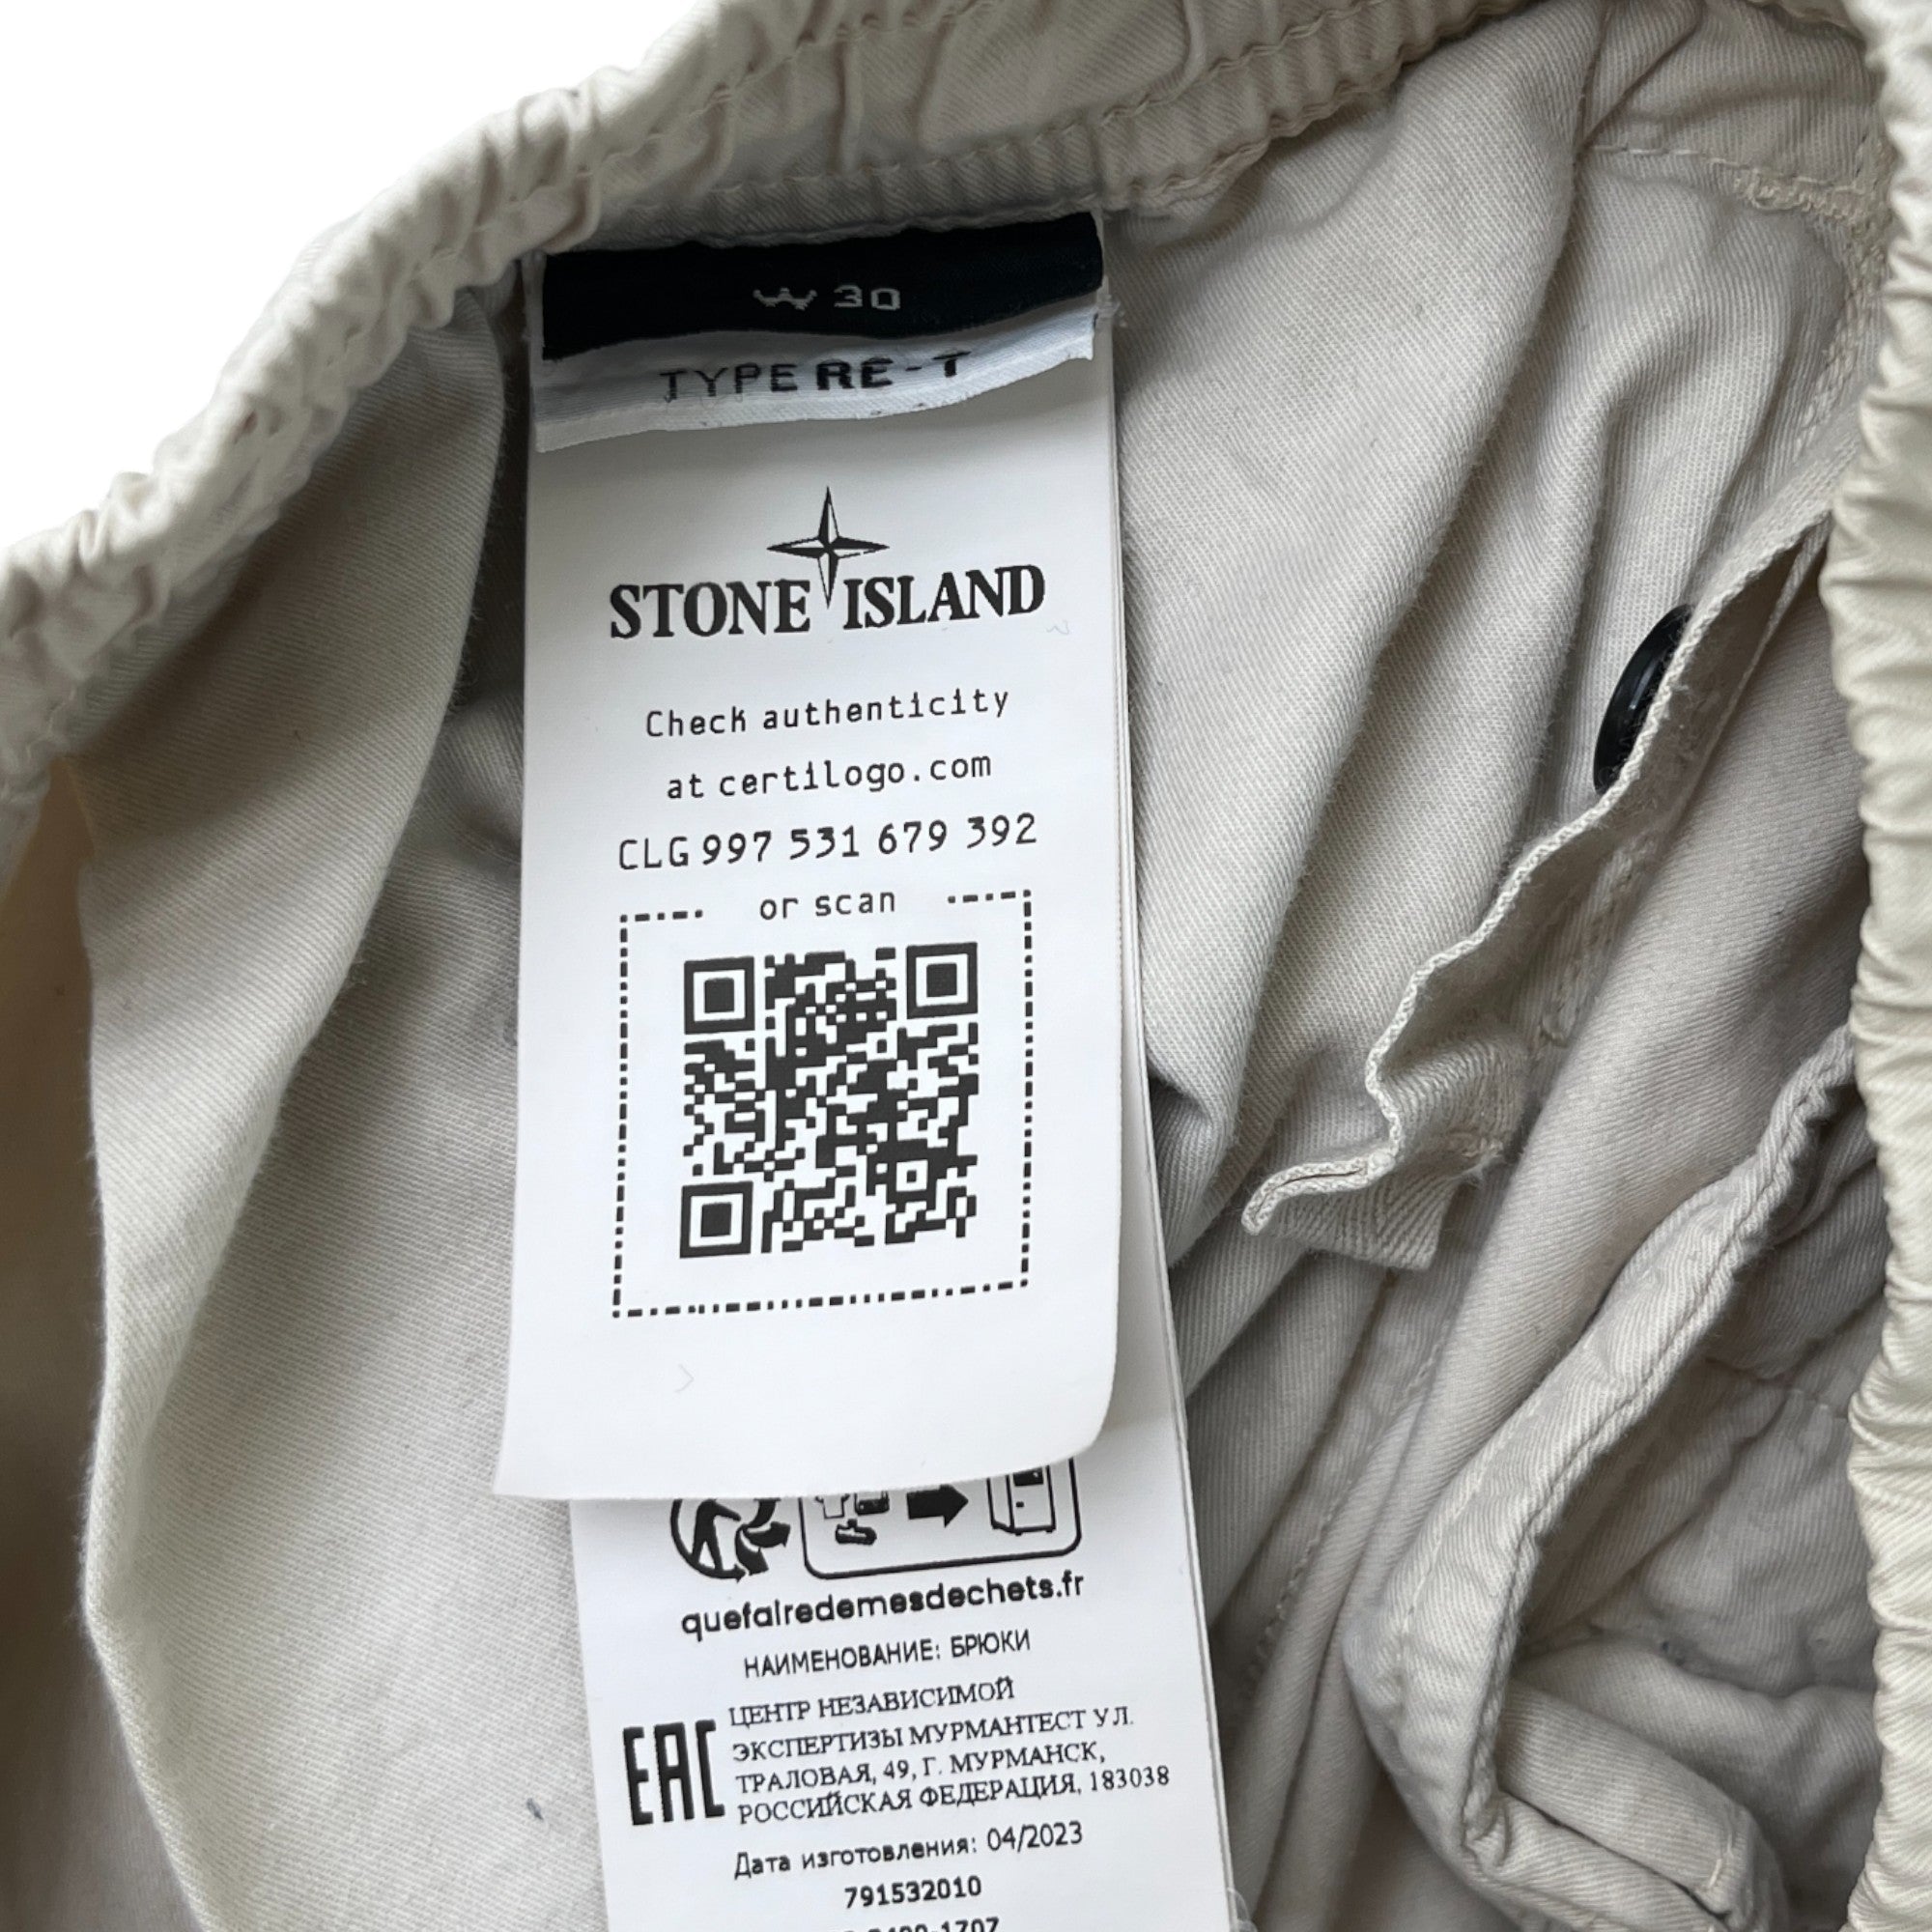 W 30
TYPE RE-T
STONE ISLAND
Check authenticity
at certilogo.com
CLG 997 531 679 392
or scan
quefairedemesdechets.fr
НАИМЕНОВАНИЕ: БРЮКИ
EAC
ЦЕНТР НЕЗАВИСИМОЙ
ЭКСПЕРТИЗЫ МУРМАНТЕСТ УЛ.
ТРАЛОВАЯ, 49, Г. МУРМАНСК,
РОССИЙСКАЯ ФЕДЕРАЦИЯ, 183038
Дата изготовления: 04/2023
791532010